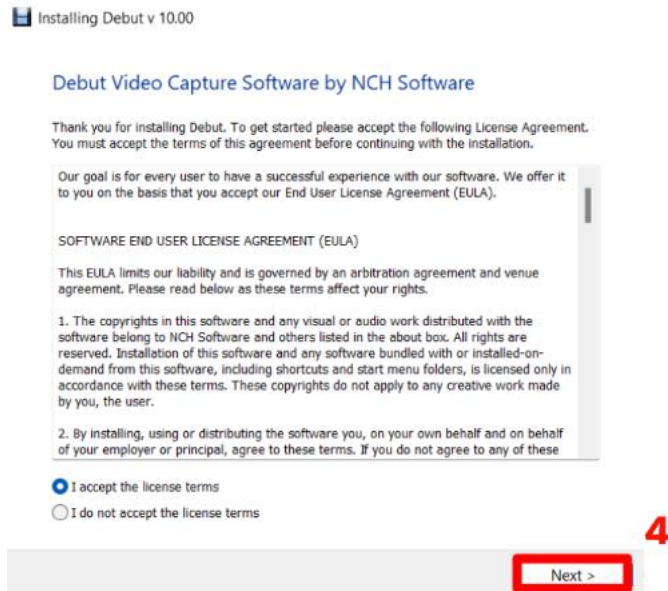 Installing Debut v 10.00
Debut Video Capture Software by NCH Software
Thank you for installing Debut. To get started please accept the following License Agreement.
You must accept the terms of this agreement before continuing with the installation.
Our goal is for every user to have a successful experience with our software. We offer it
to you on the basis that you accept our End User License Agreement (EULA).
SOFTWARE END USER LICENSE AGREEMENT (EULA)
This EULA limits our liability and is governed by an arbitration agreement and venue
agreement. Please read below as these terms affect your rights.
1. The copyrights in this software and any visual or audio work distributed with the
software belong to NCH Software and others listed in the about box. All rights are
reserved. Installation of this software and any software bundled with or installed-on-
demand from this software, including shortcuts and start menu folders, is licensed only in
accordance with these terms. These copyrights do not apply to any creative work made
by you, the user.
2. By installing, using or distributing the software you, on your own behalf and on behalf
of your employer or principal, agree to these terms. If you do not agree to any of these
I accept the license terms
I do not accept the license terms
4
Next >